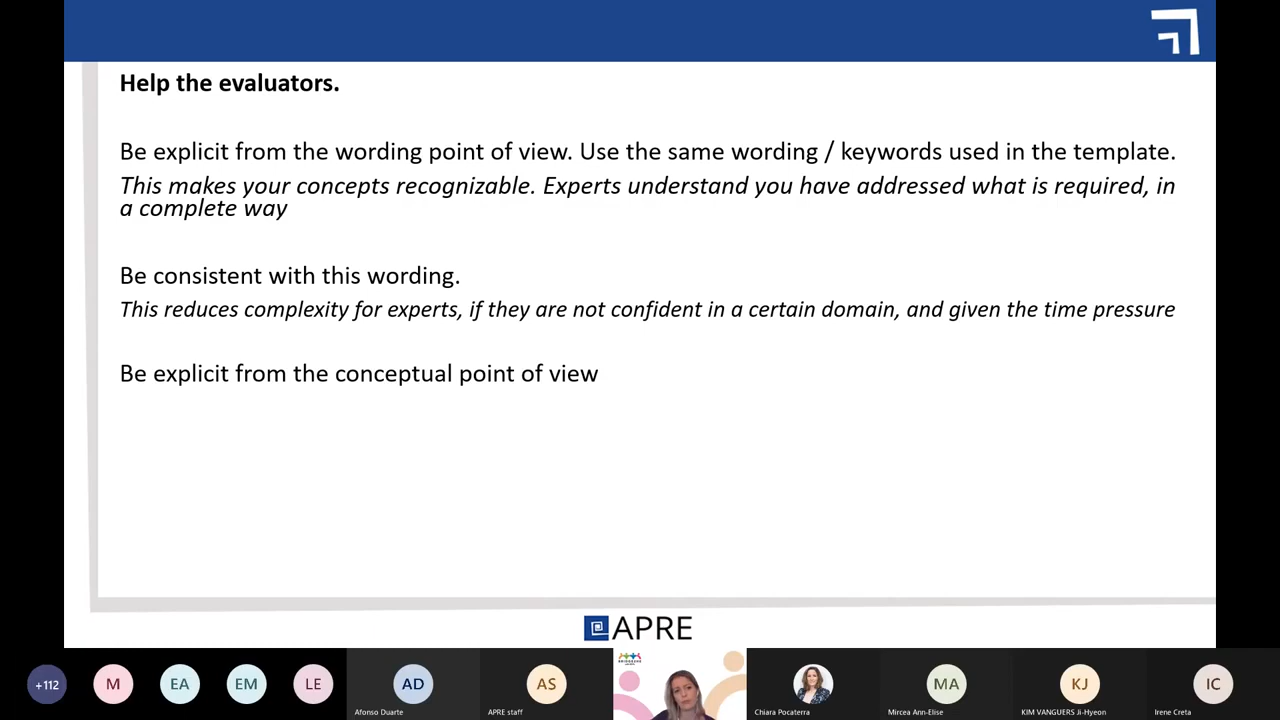 Help the evaluators.
Be explicit from the wording point of view. Use the same wording / keywords used in the template.
This makes your concepts recognizable. Experts understand you have addressed what is required, in
a complete way
Be consistent with this wording.
This reduces complexity for experts, if they are not confident in a certain domain, and given the time pressure
Be explicit from the conceptual point of view
APRE
+112
M
EA
EM
LE
AD
AS
MA
KJ
IC
Afonso Duarte
APRE staff
Chiara Pocaterra
Mircea Ann-Elise
KIM VANGUERS Ji-Hyeon
Irene Creta